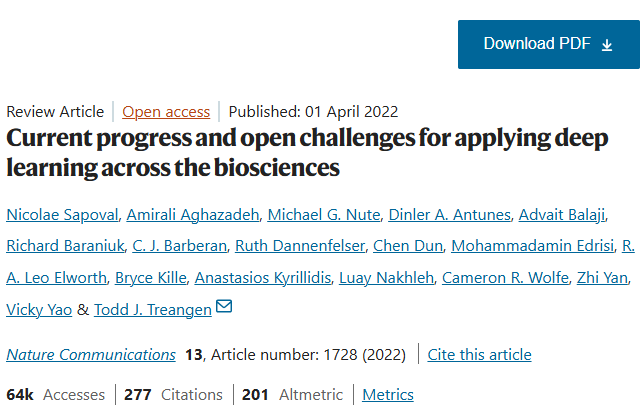 Download PDF
Review Article Open access Published: 01 April 2022
Current progress and open challenges for applying deep
learning across the biosciences
Nicolae Sapoval, Amirali Aghazadeh, Michael G. Nute, Dinler A. Antunes, Advait Balaji,
Richard Baraniuk, C. J. Barberan, Ruth Dannenfelser, Chen Dun, Mohammadamin Edrisi, R.
A. Leo Elworth, Bryce Kille, Anastasios Kyrillidis, Luay Nakhleh, Cameron R. Wolfe, Zhi Yan,
Vicky Yao & Todd J. Treangen
Nature Communications 13, Article number: 1728 (2022) Cite this article
64k Accesses 277 Citations 201 Altmetric Metrics